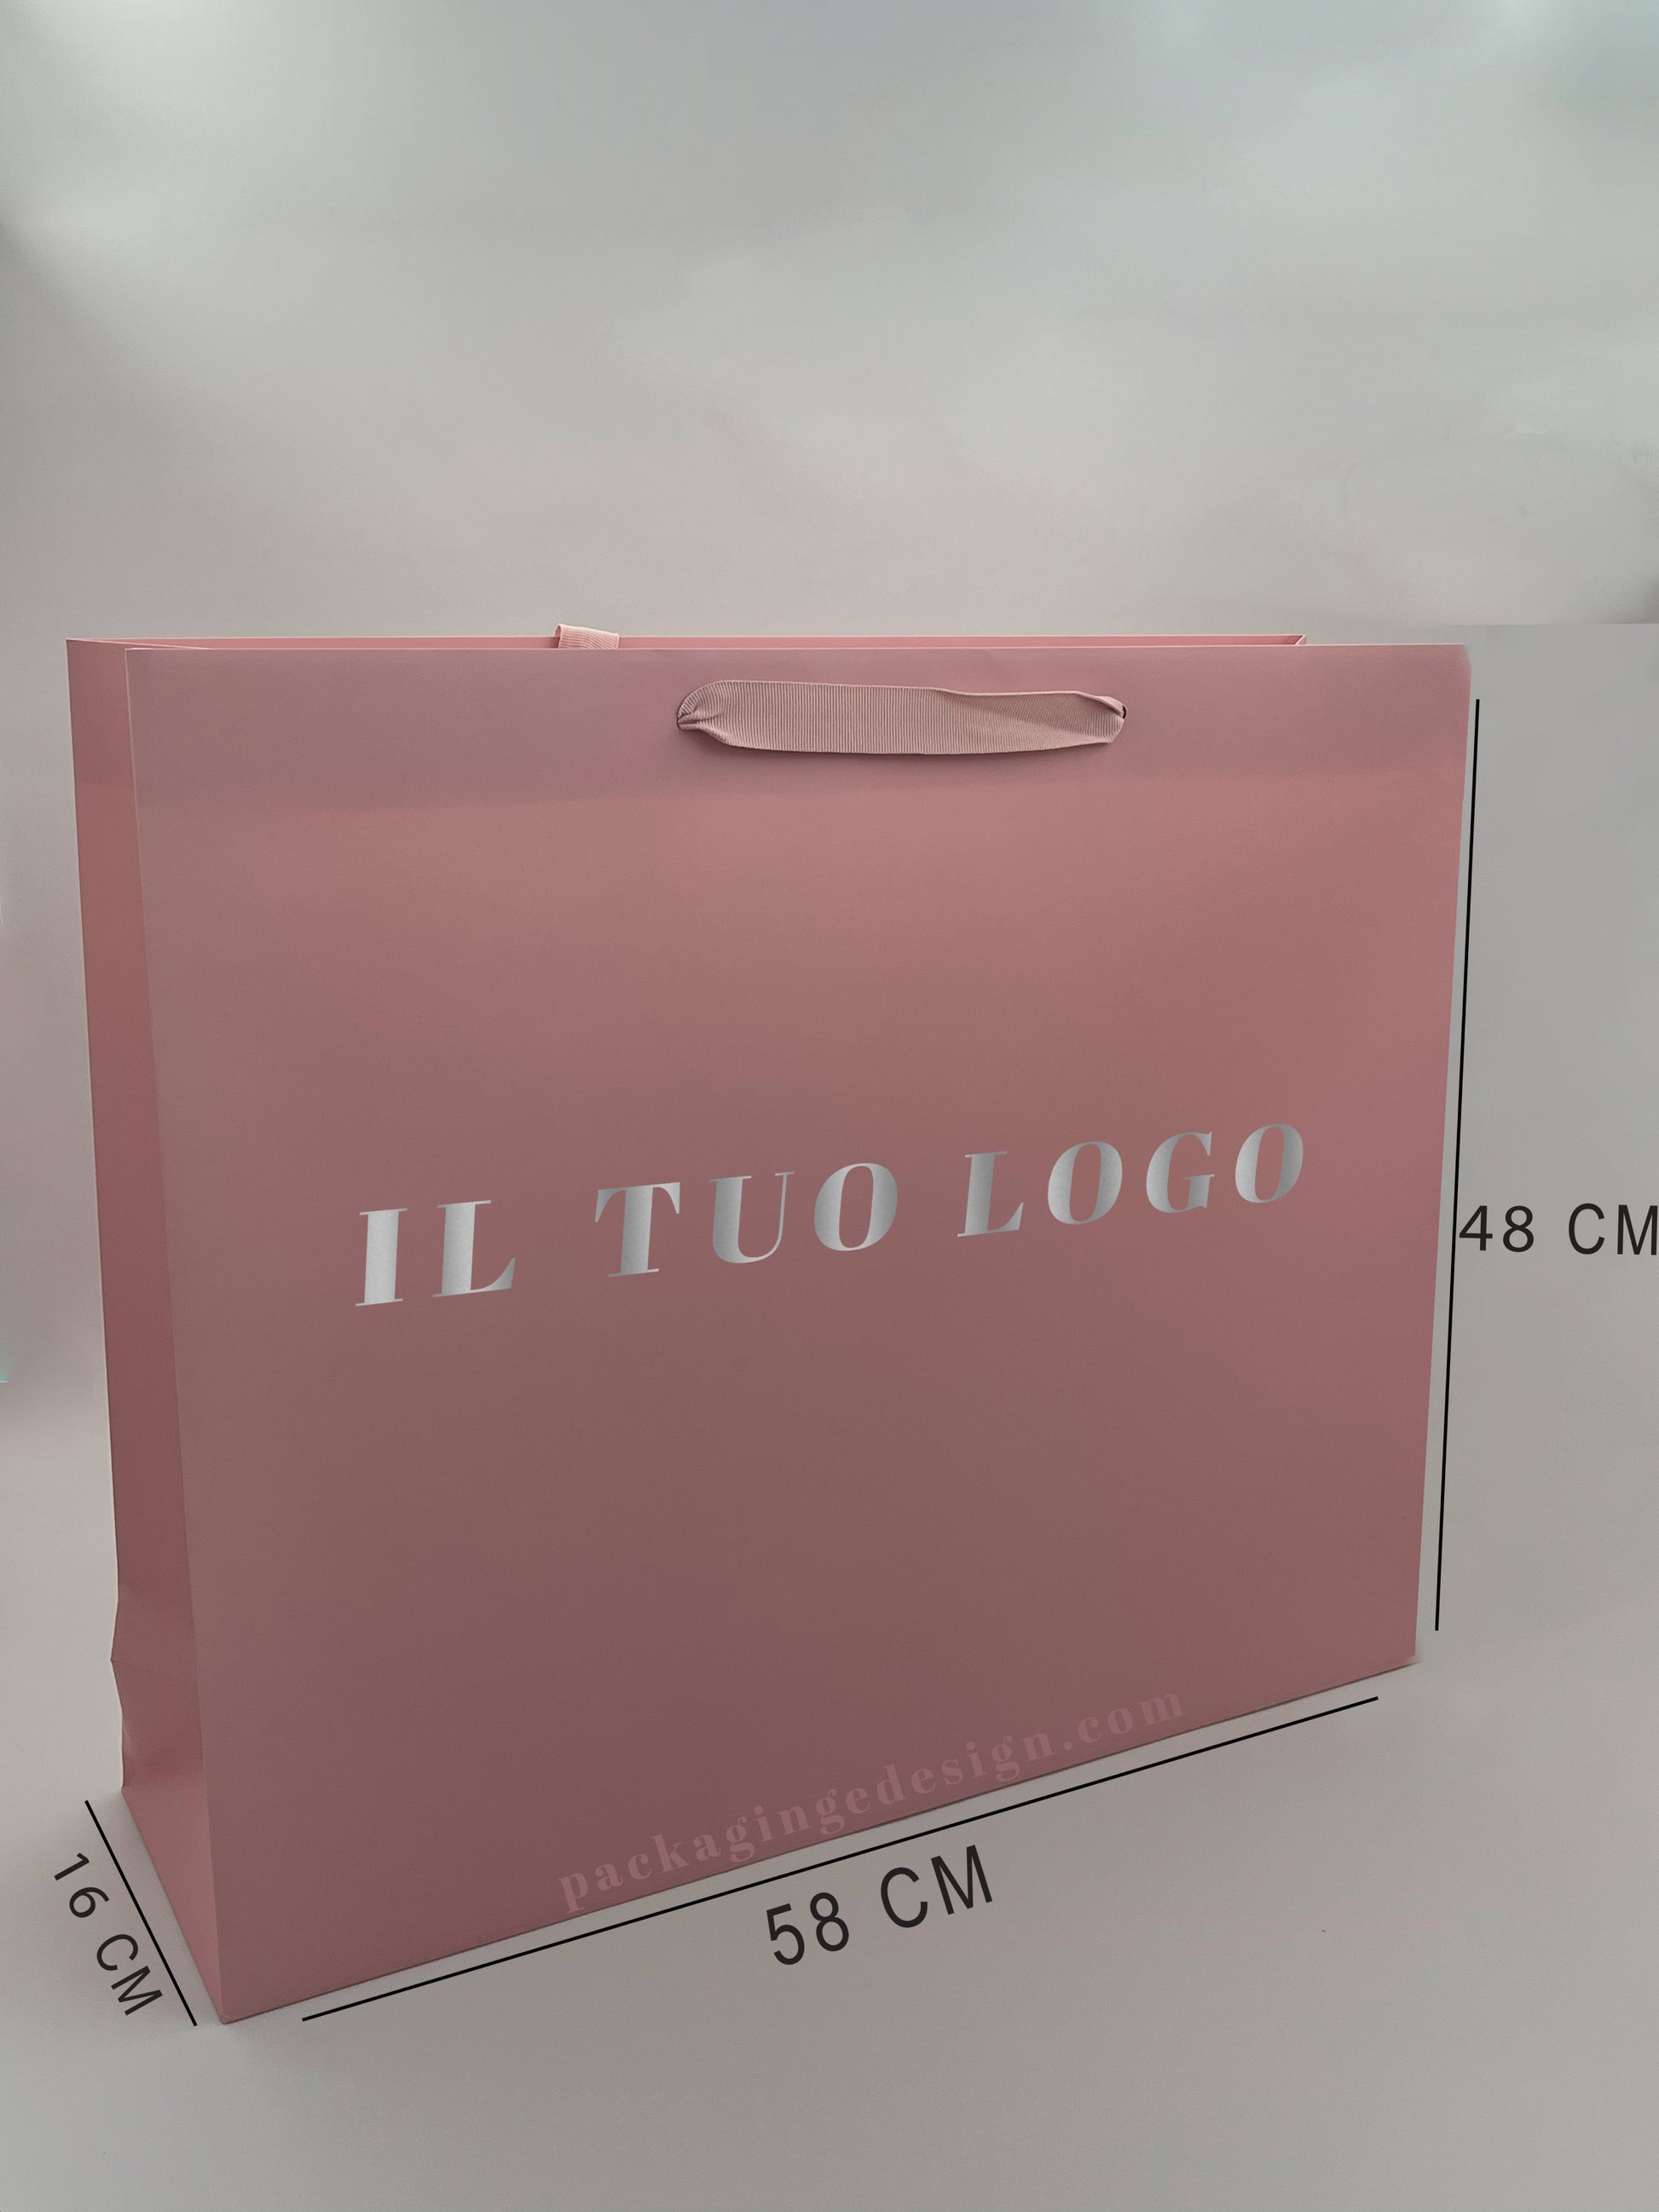 IL TUO LOGO
48 CM
packagingedesign.com
58 CM
16 CM